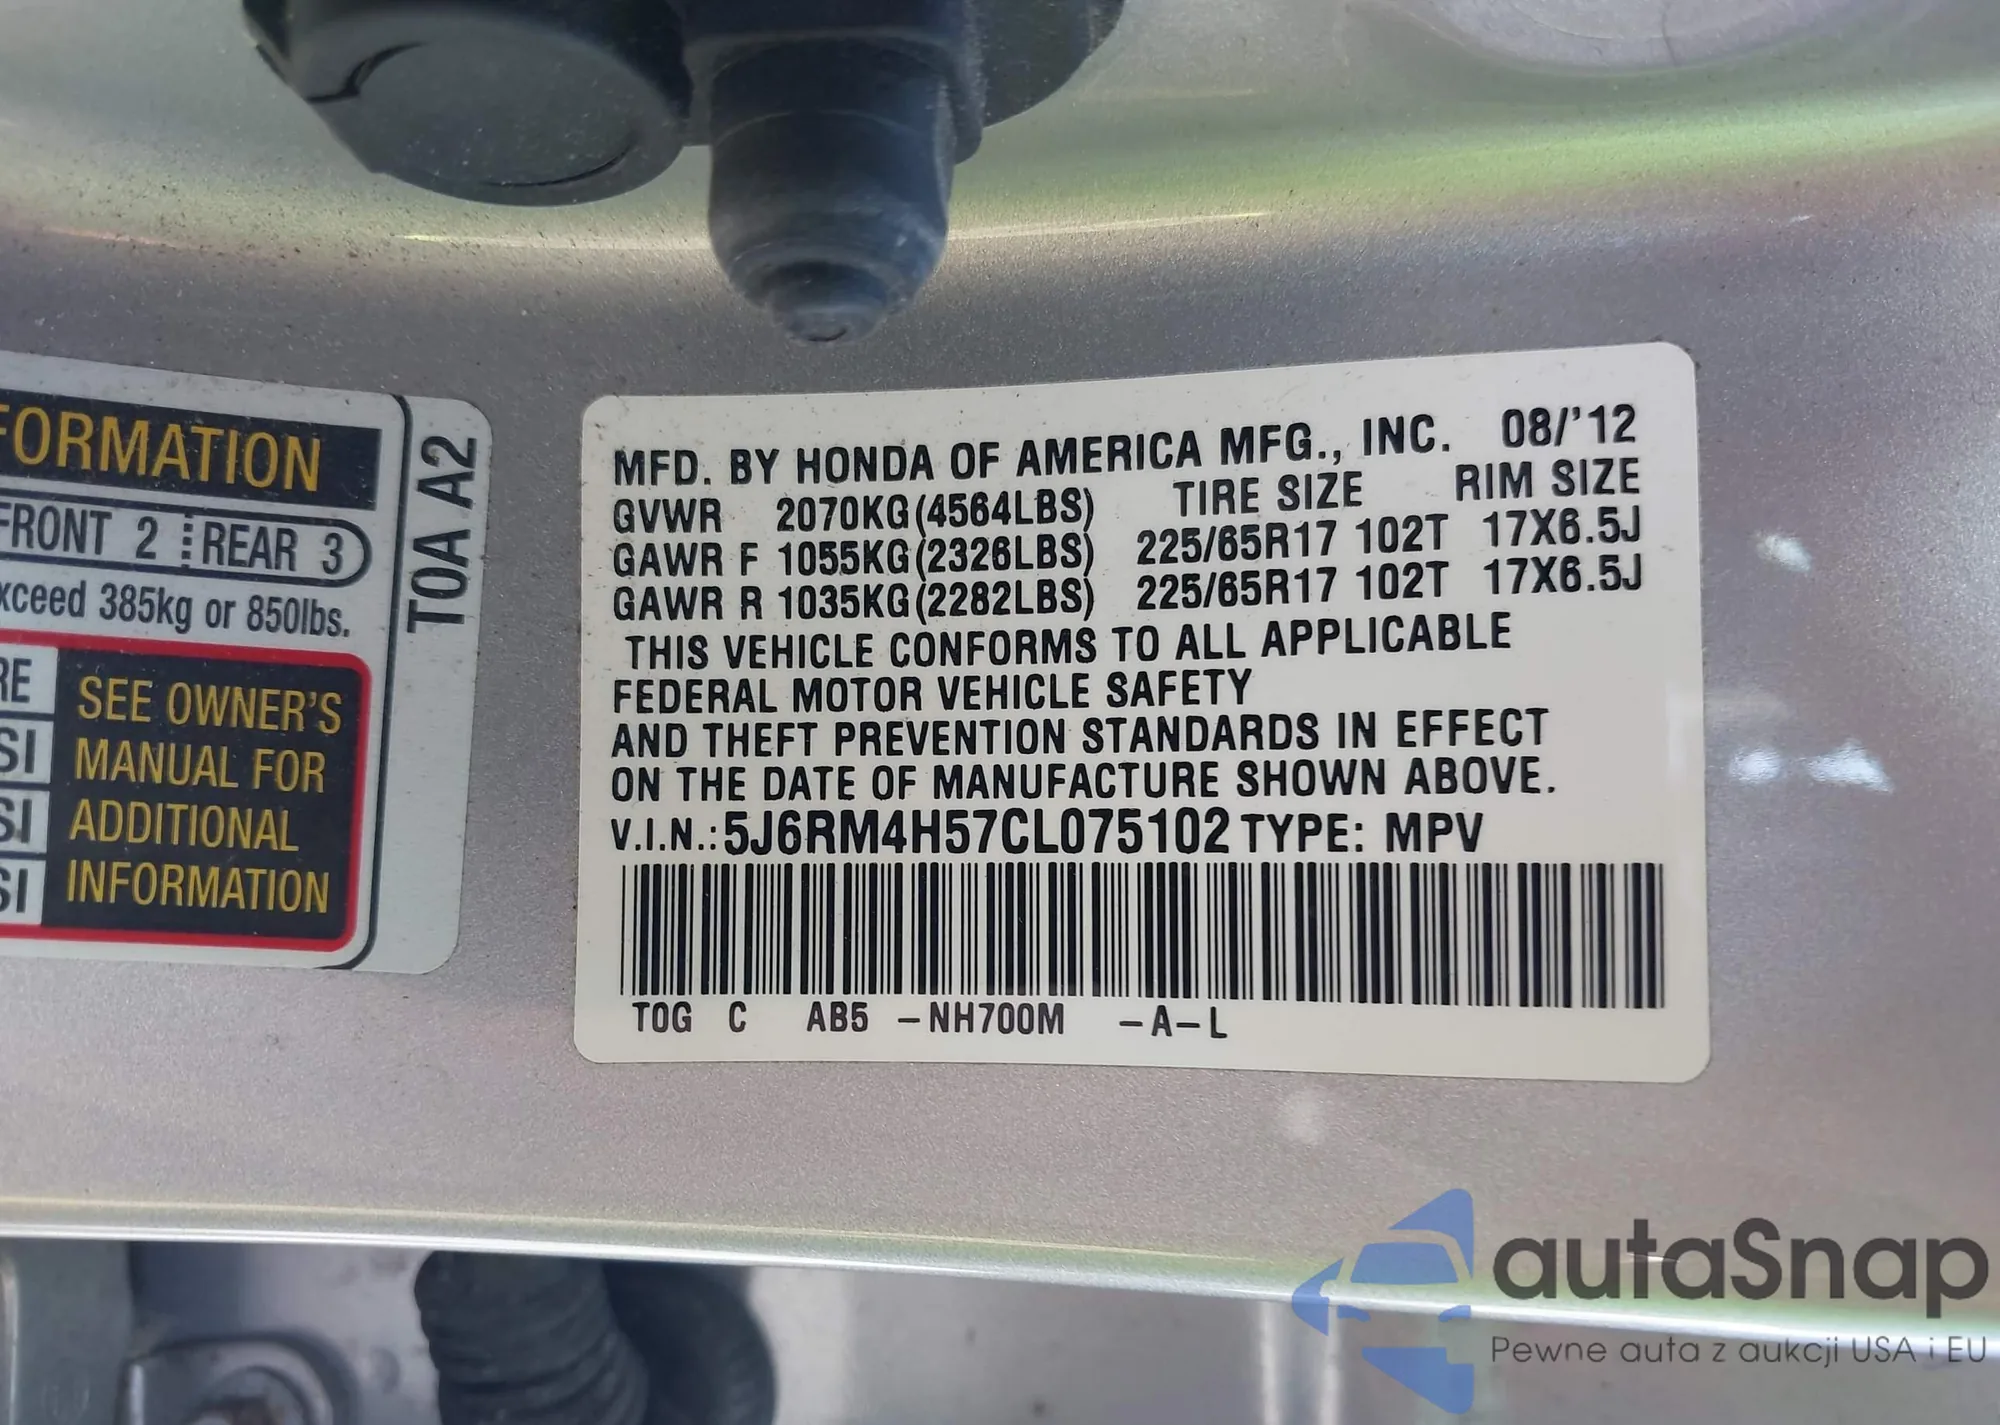 FORMATION
FRONT 2 REAR 3
xceed 385kg or 850lbs.
RE
SI
SI
SI
SEE OWNER'S
MANUAL FOR
ADDITIONAL
INFORMATION
T0A A2
MFD. BY HONDA OF AMERICA MFG., INC. 08/'12
GVWR 2070KG(4564LBS) TIRE SIZE RIM SIZE
GAWR F 1055KG(2326LBS) 225/65R17 102T 17X6.5J
GAWR R 1035KG(2282LBS) 225/65R17 102T 17X6.5J
THIS VEHICLE CONFORMS TO ALL APPLICABLE
FEDERAL MOTOR VEHICLE SAFETY
AND THEFT PREVENTION STANDARDS IN EFFECT
ON THE DATE OF MANUFACTURE SHOWN ABOVE.
V.I.N.: 5J6RM4H57CL075102 TYPE: MPV
T0G C AB5 -NH700M -A-L
autaSnap
Pewne auta z aukcji USA i EU